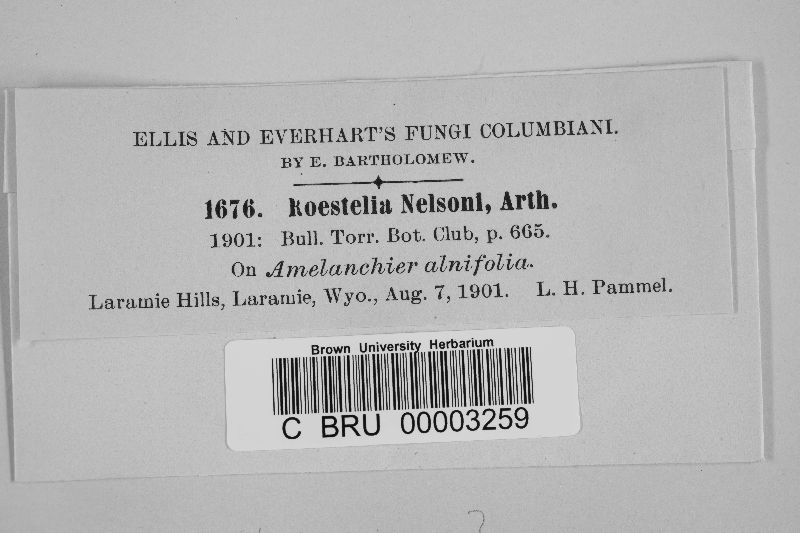 ELLIS AND EVERHART'S FUNGI COLUMBIANI.
BY E. BARTHOLOMEW.
1676. Roestelia Nelsoni, Arth.
1901: Bull. Torr. Bot. Club, p. 665.
On Amelanchier alnifolia.
Laramie Hills, Laramie, Wyo., Aug. 7, 1901. L. H. Pammel.
Brown University Herbarium
C BRU 00003259